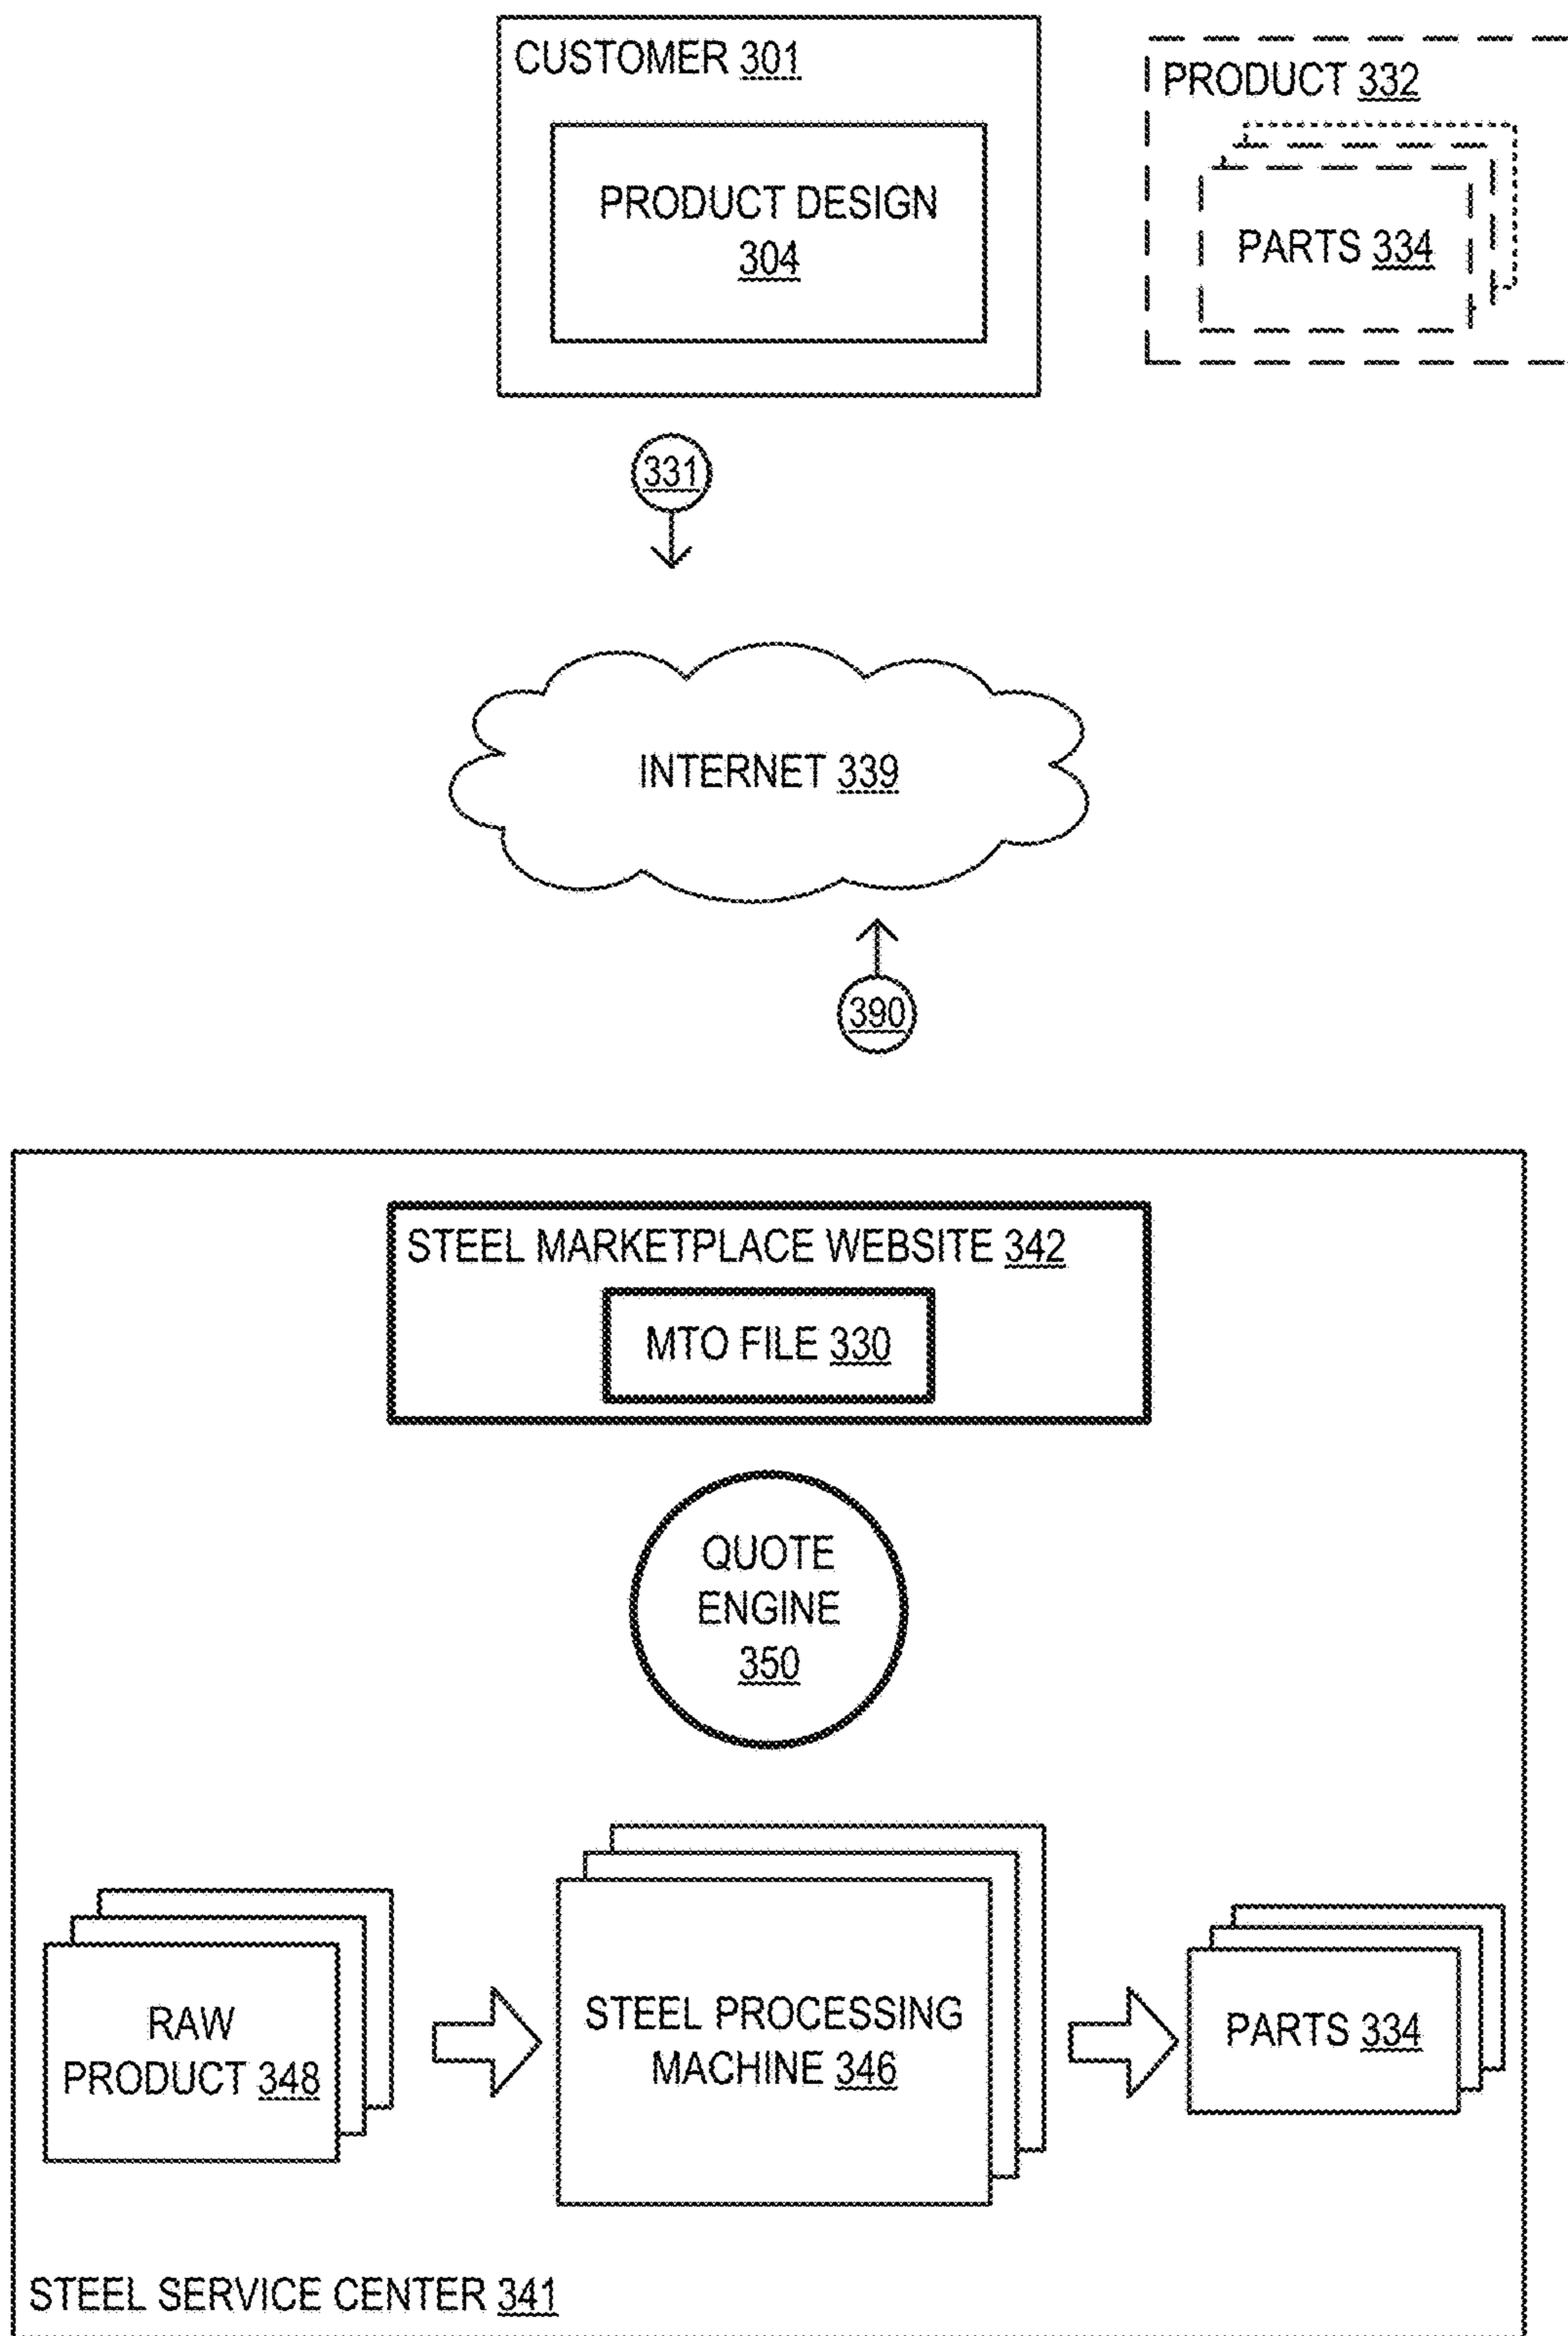 CUSTOMER 301
PRODUCT DESIGN
304
PRODUCT 332
PARTS 334
331
INTERNET 339
390
STEEL MARKETPLACE WEBSITE 342
MTO FILE 330
QUOTE
ENGINE
350
RAW
PRODUCT 348
STEEL PROCESSING
MACHINE 346
PARTS 334
STEEL SERVICE CENTER 341